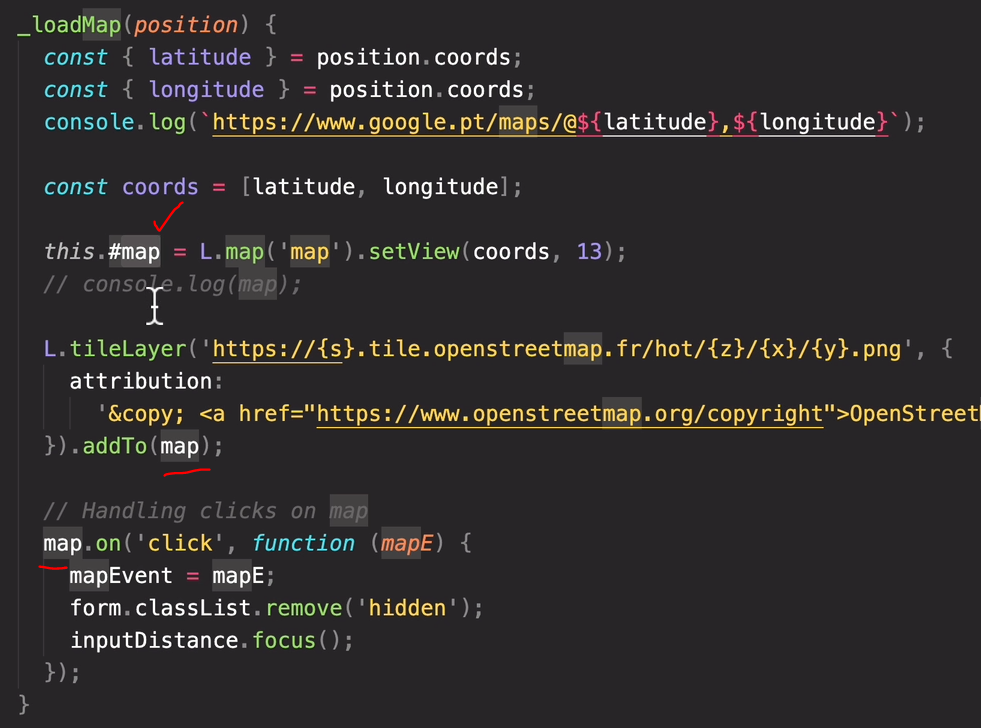 _loadMap(position) {
const { latitude } = position.coords;
const { longitude } = position.coords;
console.log(`https://www.google.pt/maps/@${latitude},${longitude}`);
const coords = [latitude, longitude];
this.#map = L.map('map').setView(coords, 13);
// console.log(map);
L.tileLayer('https://{s}.tile.openstreetmap.fr/hot/{z}/{x}/{y}.png', {
attribution:
'&copy; <a href="https://www.openstreetmap.org/copyright">OpenStreet
}).addTo(map);
// Handling clicks on map
map.on('click', function (mapE) {
mapEvent = mapE;
form.classList.remove('hidden');
inputDistance.focus();
});
}